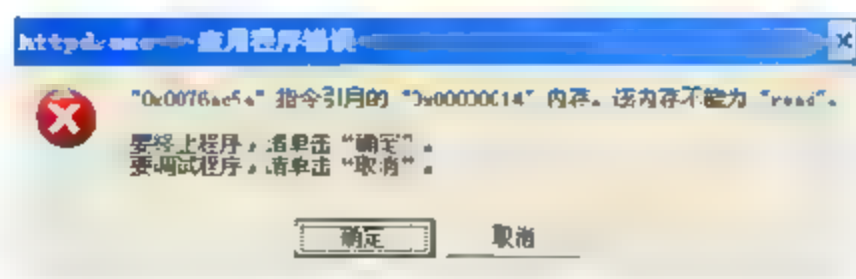 httpd.exe - 应用程序错误
"0x0076ae5a" 指令引用的 "0x00000014" 内存。该内存不能为 "read"。
要终止程序，请单击 "确定"。
要调试程序，请单击 "取消"。
确定
取消